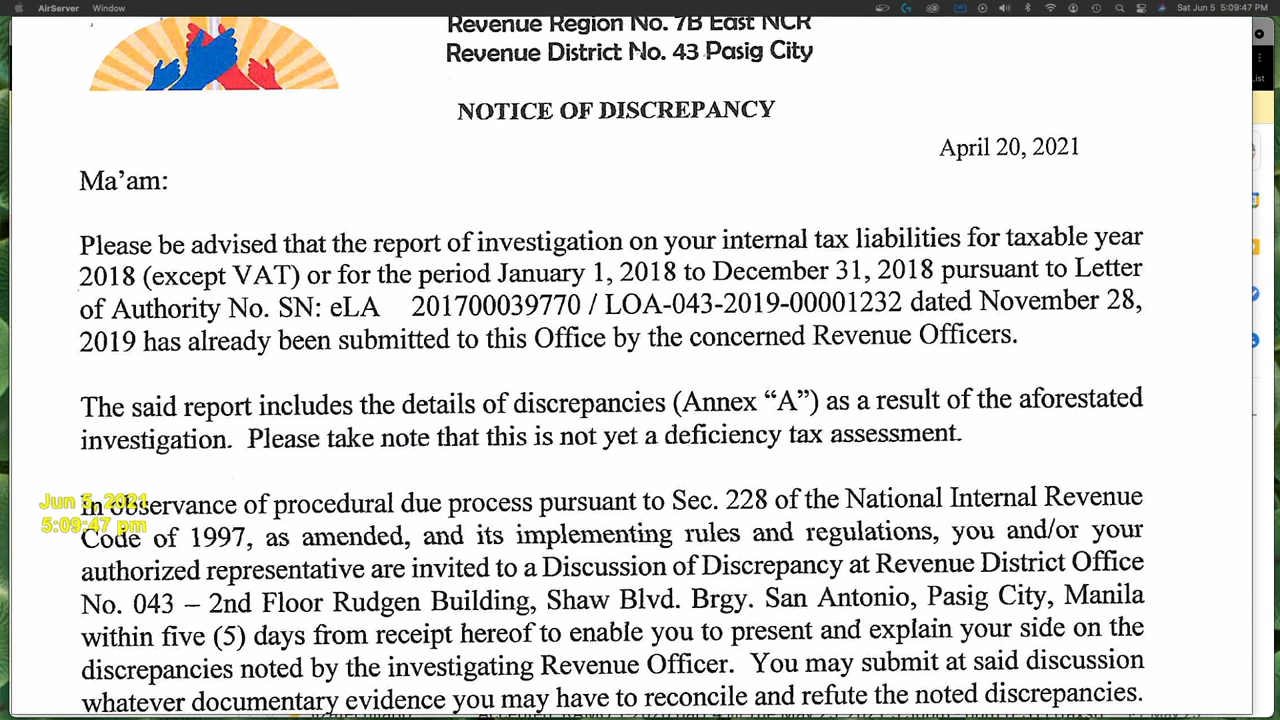 AirServer Window Sat Jun 5 5:09:47 PM
Revenue Region No. 7B East NCR
Revenue District No. 43 Pasig City
NOTICE OF DISCREPANCY
April 20, 2021
Ma’am:
Please be advised that the report of investigation on your internal tax liabilities for taxable year
2018 (except VAT) or for the period January 1, 2018 to December 31, 2018 pursuant to Letter
of Authority No. SN: eLA 201700039770 / LOA-043-2019-00001232 dated November 28,
2019 has already been submitted to this Office by the concerned Revenue Officers.
The said report includes the details of discrepancies (Annex “A”) as a result of the aforestated
investigation. Please take note that this is not yet a deficiency tax assessment.
In observance of procedural due process pursuant to Sec. 228 of the National Internal Revenue
Jun 5, 2021
5:09:47 pm
Code of 1997, as amended, and its implementing rules and regulations, you and/or your
authorized representative are invited to a Discussion of Discrepancy at Revenue District Office
No. 043 – 2nd Floor Rudgen Building, Shaw Blvd. Brgy. San Antonio, Pasig City, Manila
within five (5) days from receipt hereof to enable you to present and explain your side on the
discrepancies noted by the investigating Revenue Officer. You may submit at said discussion
whatever documentary evidence you may have to reconcile and refute the noted discrepancies.